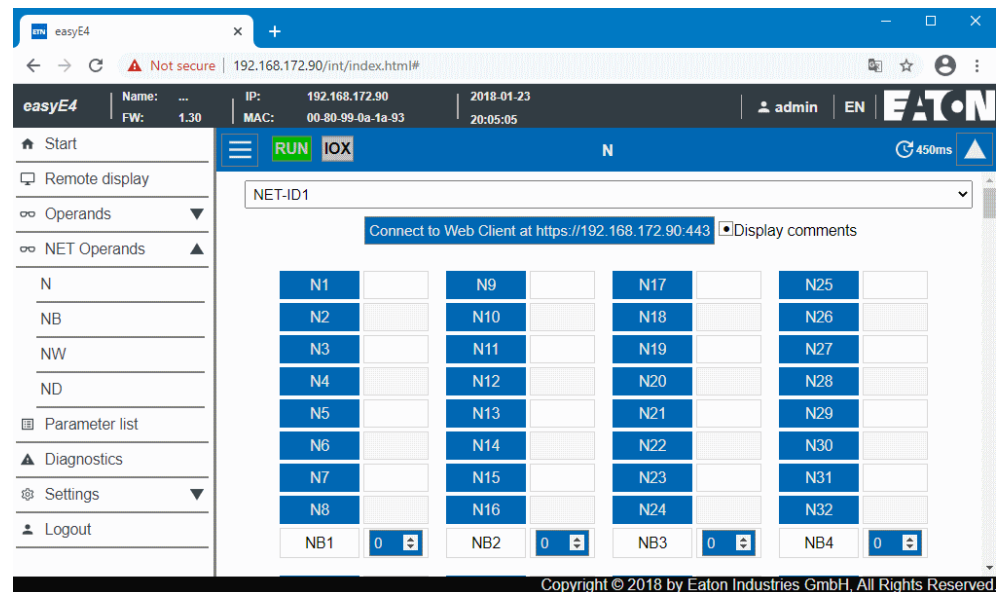 ETN easyE4
Not secure | 192.168.172.90/int/index.html#
easyE4
Name: ...
FW: 1.30
IP: 192.168.172.90
MAC: 00-80-99-0a-1a-93
2018-01-23
20:05:05
admin
EN
EATON
Start
Remote display
Operands
NET Operands
N
NB
NW
ND
Parameter list
Diagnostics
Settings
Logout
RUN IOX N 450ms
NET-ID1
Connect to Web Client at https://192.168.172.90:443 Display comments
N1 N9 N17 N25
N2 N10 N18 N26
N3 N11 N19 N27
N4 N12 N20 N28
N5 N13 N21 N29
N6 N14 N22 N30
N7 N15 N23 N31
N8 N16 N24 N32
NB1 0 NB2 0 NB3 0 NB4 0
Copyright © 2018 by Eaton Industries GmbH, All Rights Reserved